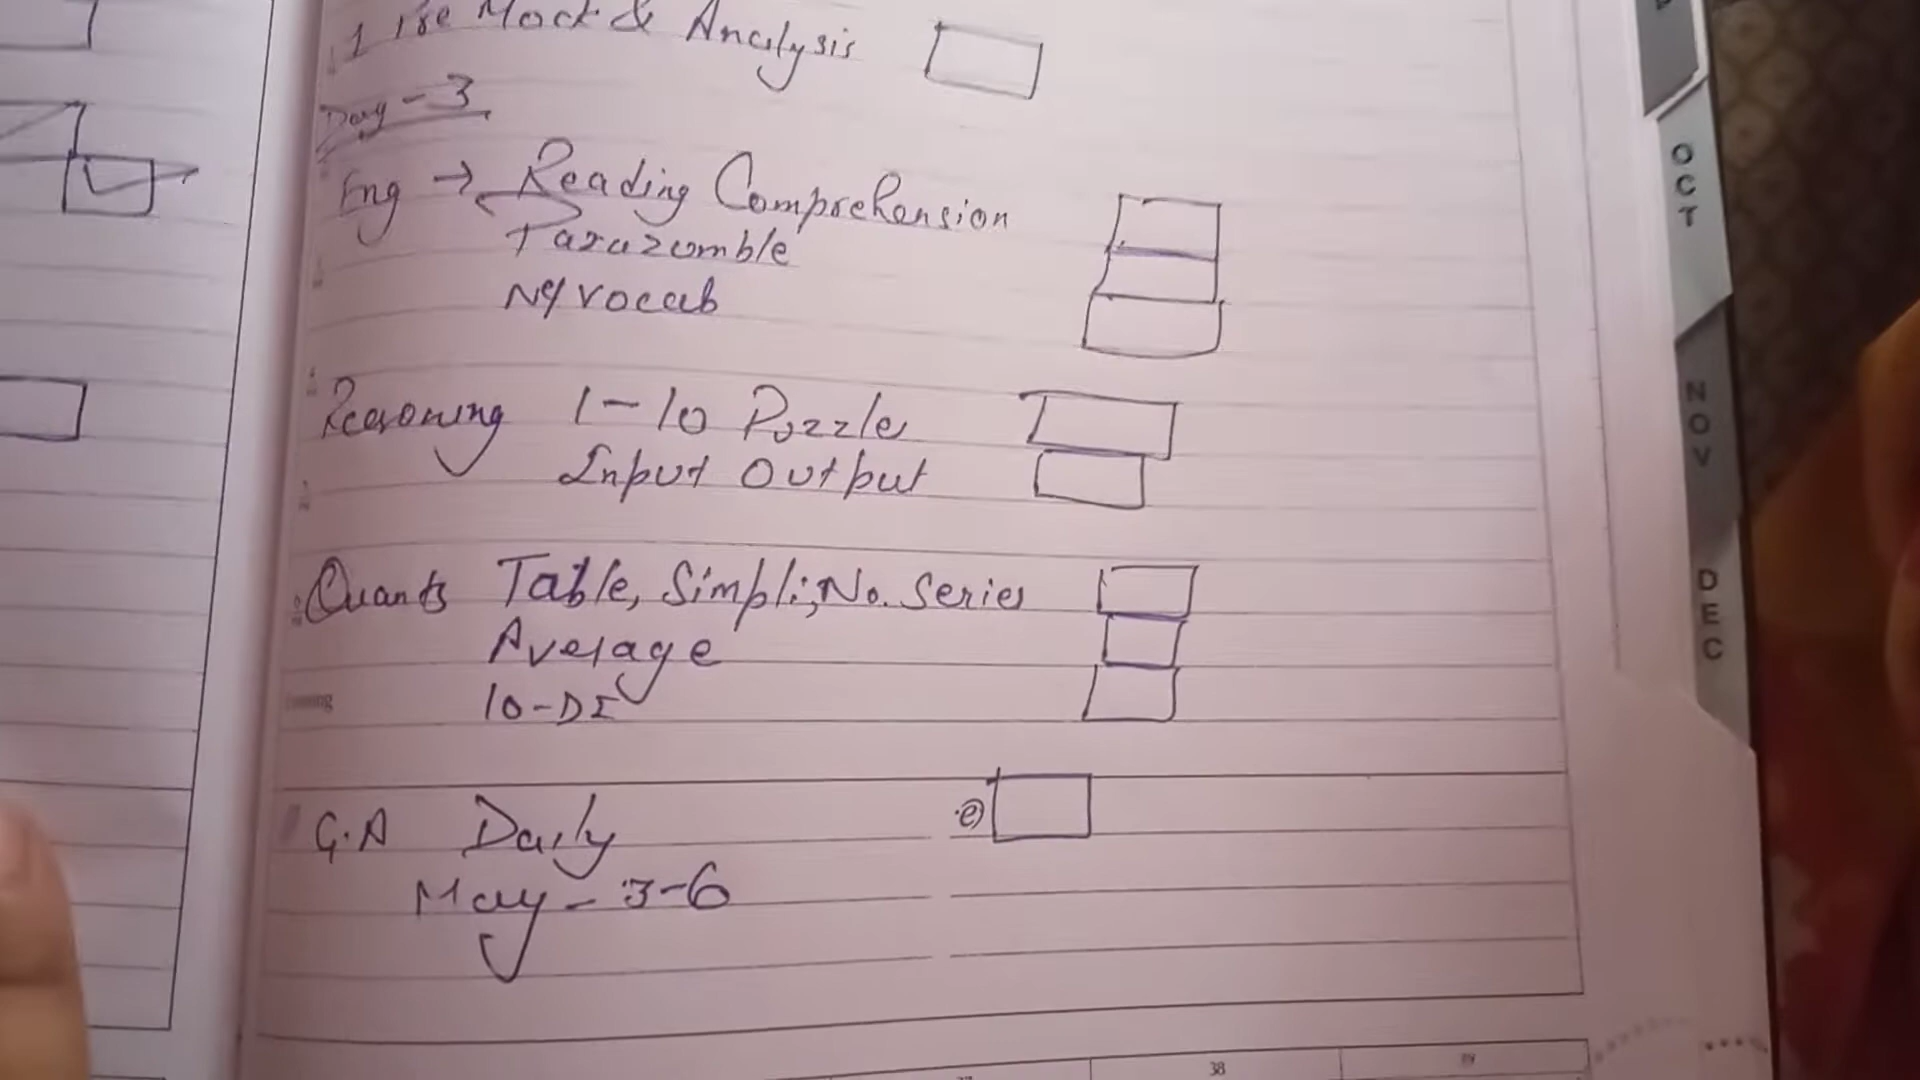 1 Pre Mock & Analysis
Day - 3
Eng → Reading Comprehension
Parazumble
Vocab
Reasoning 1-10 Puzzle
Input Output
Quants Table, Simpli, No. Series
Average
10-DI
G.A Daily
May - 3-6
OCT
NOV
DEC
38